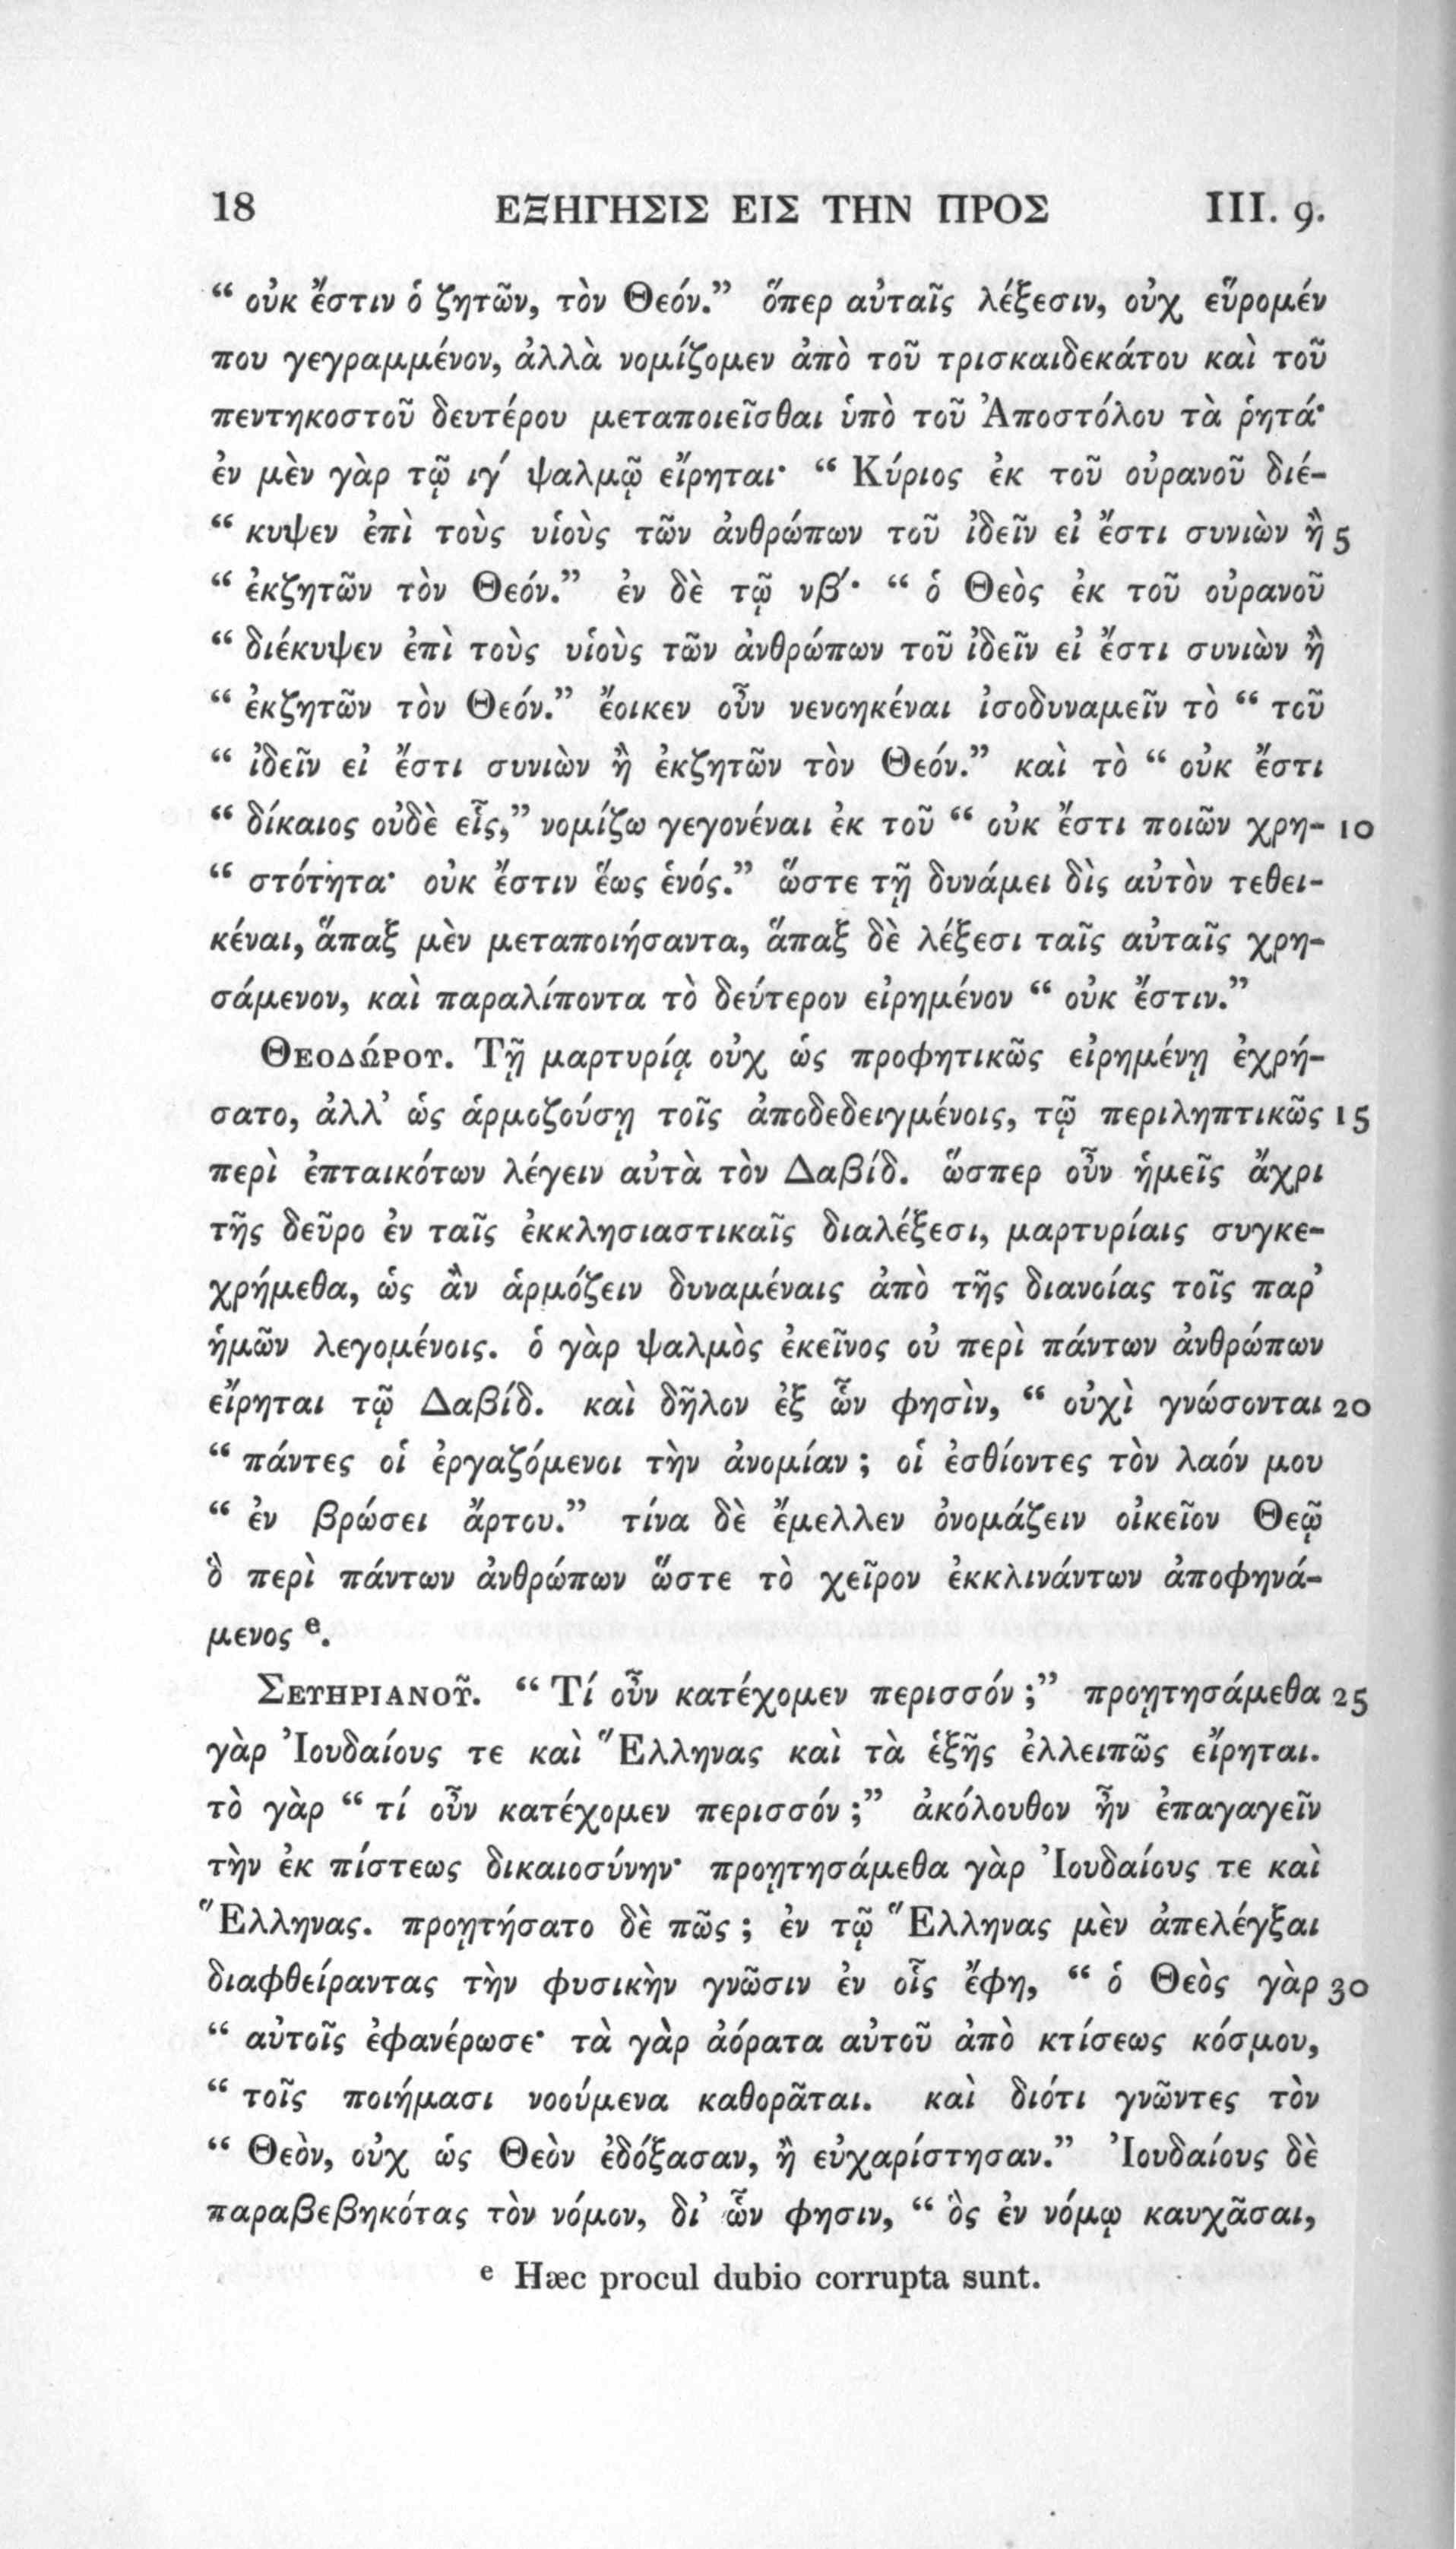 18 ΕΞΗΓΗΣΙΣ ΕΙΣ ΤΗΝ ΠΡΟΣ III. 9.
“ οὐκ ἔστιν ὁ ζητῶν, τὸν Θεόν.” ὅπερ αὐταῖς λέξεσιν, οὐχ εὕρομέν
που γεγραμμένον, ἀλλὰ νομίζομεν ἀπὸ τοῦ τρισκαιδεκάτου καὶ τοῦ
πεντηκοστοῦ δευτέρου μεταποιεῖσθαι ὑπὸ τοῦ Ἀποστόλου τὰ ῥητά·
ἐν μὲν γὰρ τῷ ιγ´ ψαλμῷ εἴρηται· “ Κύριος ἐκ τοῦ οὐρανοῦ διέ-
“ κυψεν ἐπὶ τοὺς υἱοὺς τῶν ἀνθρώπων τοῦ ἰδεῖν εἰ ἔστι συνιὼν ἢ 5
“ ἐκζητῶν τὸν Θεόν.” ἐν δὲ τῷ νβ´· “ ὁ Θεὸς ἐκ τοῦ οὐρανοῦ
“ διέκυψεν ἐπὶ τοὺς υἱοὺς τῶν ἀνθρώπων τοῦ ἰδεῖν εἰ ἔστι συνιὼν ἢ
“ ἐκζητῶν τὸν Θεόν.” ἔοικεν οὖν νενοηκέναι ἰσοδυναμεῖν τὸ “ τοῦ
“ ἰδεῖν εἰ ἔστι συνιὼν ἢ ἐκζητῶν τὸν Θεόν.” καὶ τὸ “ οὐκ ἔστι
“ δίκαιος οὐδὲ εἷς,” νομίζω γεγονέναι ἐκ τοῦ “ οὐκ ἔστι ποιῶν χρη- 10
“ στότητα· οὐκ ἔστιν ἕως ἑνός.” ὥστε τῇ δυνάμει δὶς αὐτὸν τεθει-
κέναι, ἅπαξ μὲν μεταποιήσαντα, ἅπαξ δὲ λέξεσι ταῖς αὐταῖς χρη-
σάμενον, καὶ παραλίποντα τὸ δεύτερον εἰρημένον “ οὐκ ἔστιν.”
ΘΕΟΔΏΡΟΥ. Τῇ μαρτυρίᾳ οὐχ ὡς προφητικῶς εἰρημένῃ ἐχρή-
σατο, ἀλλ’ ὡς ἁρμοζούσῃ τοῖς ἀποδεδειγμένοις, τῷ περιληπτικῶς 15
περὶ ἐπταικότων λέγειν αὐτὰ τὸν Δαβίδ. ὥσπερ οὖν ἡμεῖς ἄχρι
τῆς δεῦρο ἐν ταῖς ἐκκλησιαστικαῖς διαλέξεσι, μαρτυρίαις συγκε-
χρήμεθα, ὡς ἂν ἁρμόζειν δυναμέναις ἀπὸ τῆς διανοίας τοῖς παρ’
ἡμῶν λεγομένοις. ὁ γὰρ ψαλμὸς ἐκεῖνος οὐ περὶ πάντων ἀνθρώπων
εἴρηται τῷ Δαβίδ. καὶ δῆλον ἐξ ὧν φησὶν, “ οὐχὶ γνώσονται 20
“ πάντες οἱ ἐργαζόμενοι τὴν ἀνομίαν ; οἱ ἐσθίοντες τὸν λαόν μου
“ ἐν βρώσει ἄρτου.” τίνα δὲ ἔμελλεν ὀνομάζειν οἰκεῖον Θεῷ
ὃ περὶ πάντων ἀνθρώπων ὥστε τὸ χεῖρον ἐκκλινάντων ἀποφηνά-
μενος e.
ΣΕΥΗΡΙΑΝΟΥ͂. “ Τί οὖν κατέχομεν περισσόν ;” προῃτησάμεθα 25
γὰρ Ἰουδαίους τε καὶ Ἕλληνας καὶ τὰ ἑξῆς ἐλλειπῶς εἴρηται.
τὸ γὰρ “ τί οὖν κατέχομεν περισσόν ;” ἀκόλουθον ἦν ἐπαγαγεῖν
τὴν ἐκ πίστεως δικαιοσύνην· προῃτησάμεθα γὰρ Ἰουδαίους τε καὶ
Ἕλληνας. προῃτήσατο δὲ πῶς ; ἐν τῷ Ἕλληνας μὲν ἀπελέγξαι
διαφθείραντας τὴν φυσικὴν γνῶσιν ἐν οἷς ἔφη, “ ὁ Θεὸς γὰρ 30
“ αὐτοῖς ἐφανέρωσε· τὰ γὰρ ἀόρατα αὐτοῦ ἀπὸ κτίσεως κόσμου,
“ τοῖς ποιήμασι νοούμενα καθορᾶται. καὶ διότι γνῶντες τὸν
“ Θεὸν, οὐχ ὡς Θεὸν ἐδόξασαν, ἢ εὐχαρίστησαν.” Ἰουδαίους δὲ
παραβεβηκότας τὸν νόμον, δι’ ὧν φησιν, “ ὃς ἐν νόμῳ καυχᾶσαι,
e Hæc procul dubio corrupta sunt.